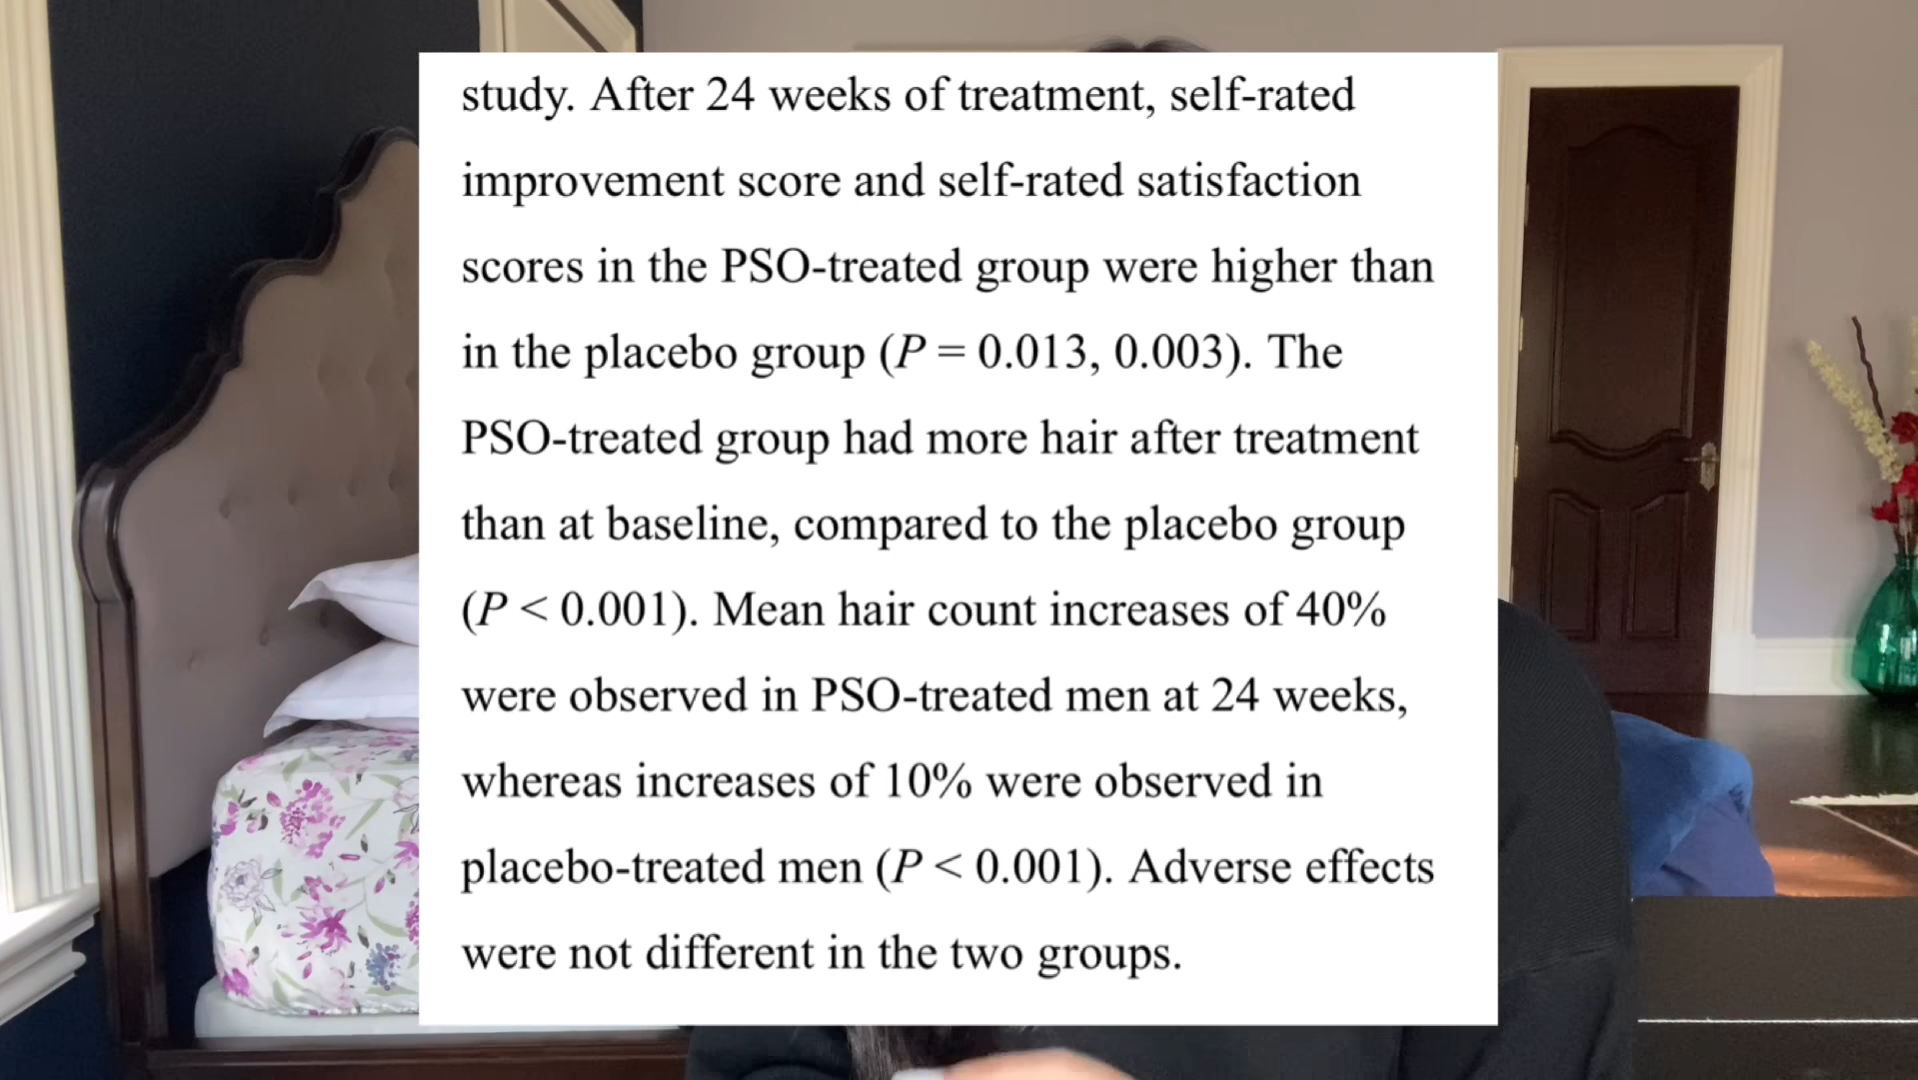 study. After 24 weeks of treatment, self-rated
improvement score and self-rated satisfaction
scores in the PSO-treated group were higher than
in the placebo group (P = 0.013, 0.003). The
PSO-treated group had more hair after treatment
than at baseline, compared to the placebo group
(P < 0.001). Mean hair count increases of 40%
were observed in PSO-treated men at 24 weeks,
whereas increases of 10% were observed in
placebo-treated men (P < 0.001). Adverse effects
were not different in the two groups.